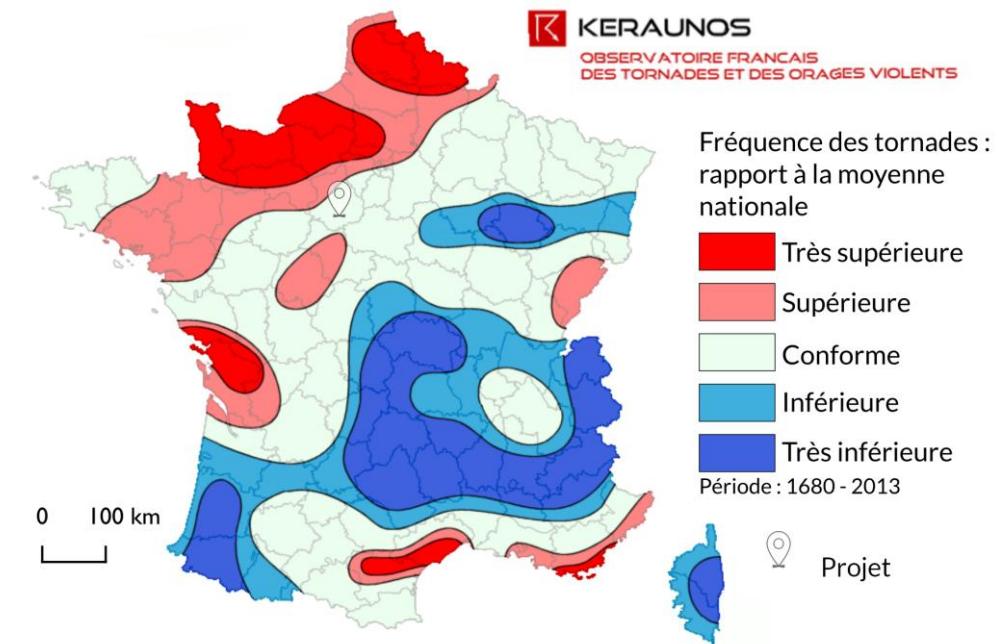 KERAUNOS
OBSERVATOIRE FRANCAIS
DES TORNADES ET DES ORAGES VIOLENTS
Fréquence des tornades :
rapport à la moyenne
nationale
Très supérieure
Supérieure
Conforme
Inférieure
Très inférieure
Période : 1680 - 2013
0 100 km
Projet